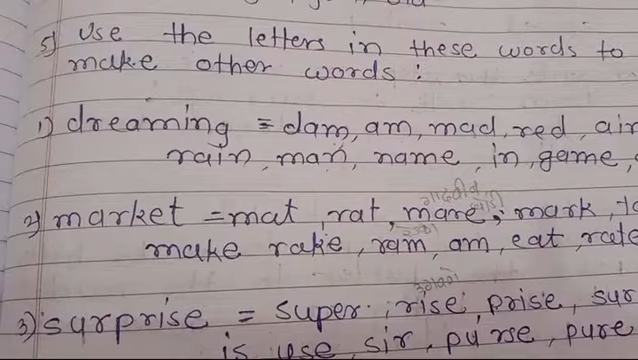 5) Use the letters in these words to
make other words :
1) dreaming = dam, am, mad, red, air
rain, man, name, in, game,
2) market = mat, rat, mare, mark,
make rake, ram, am, eat, rate
3) surprise = super, rise, prise, sur
is use, sir, purse, pure